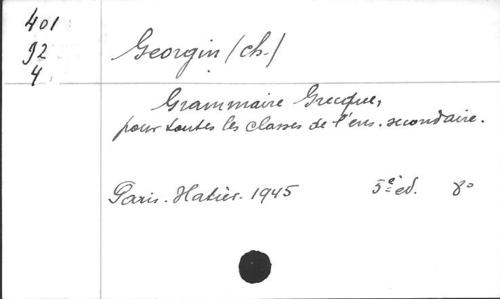 401
92
4
Georgin (Ch.)
Grammaire Grecque,
pour toutes les classes de l'ens. secondaire.
Paris. Hatier. 1945 5e éd. 8°